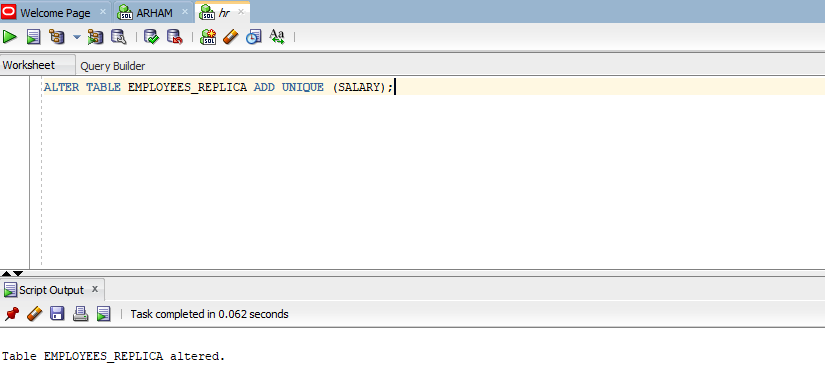 Welcome Page ARHAM hr
Worksheet Query Builder
ALTER TABLE EMPLOYEES_REPLICA ADD UNIQUE (SALARY);
Script Output
Task completed in 0.062 seconds
Table EMPLOYEES_REPLICA altered.